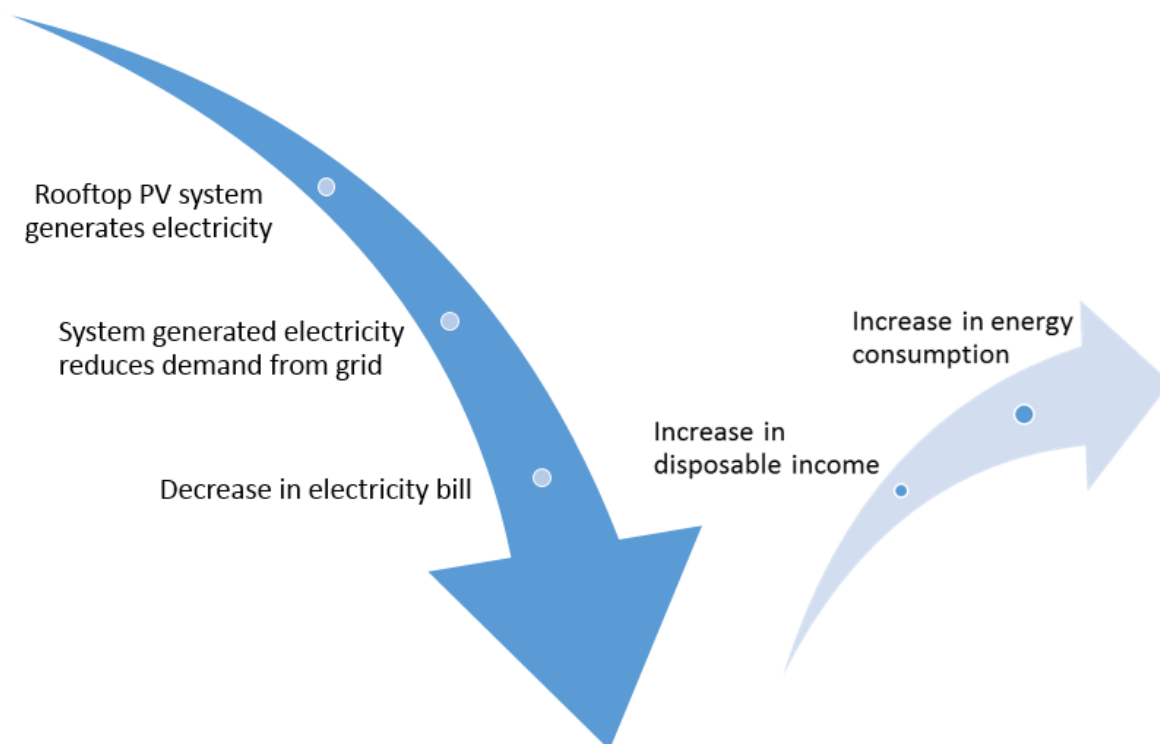 Rooftop PV system
generates electricity
System generated electricity
reduces demand from grid
Decrease in electricity bill
Increase in
disposable income
Increase in energy
consumption